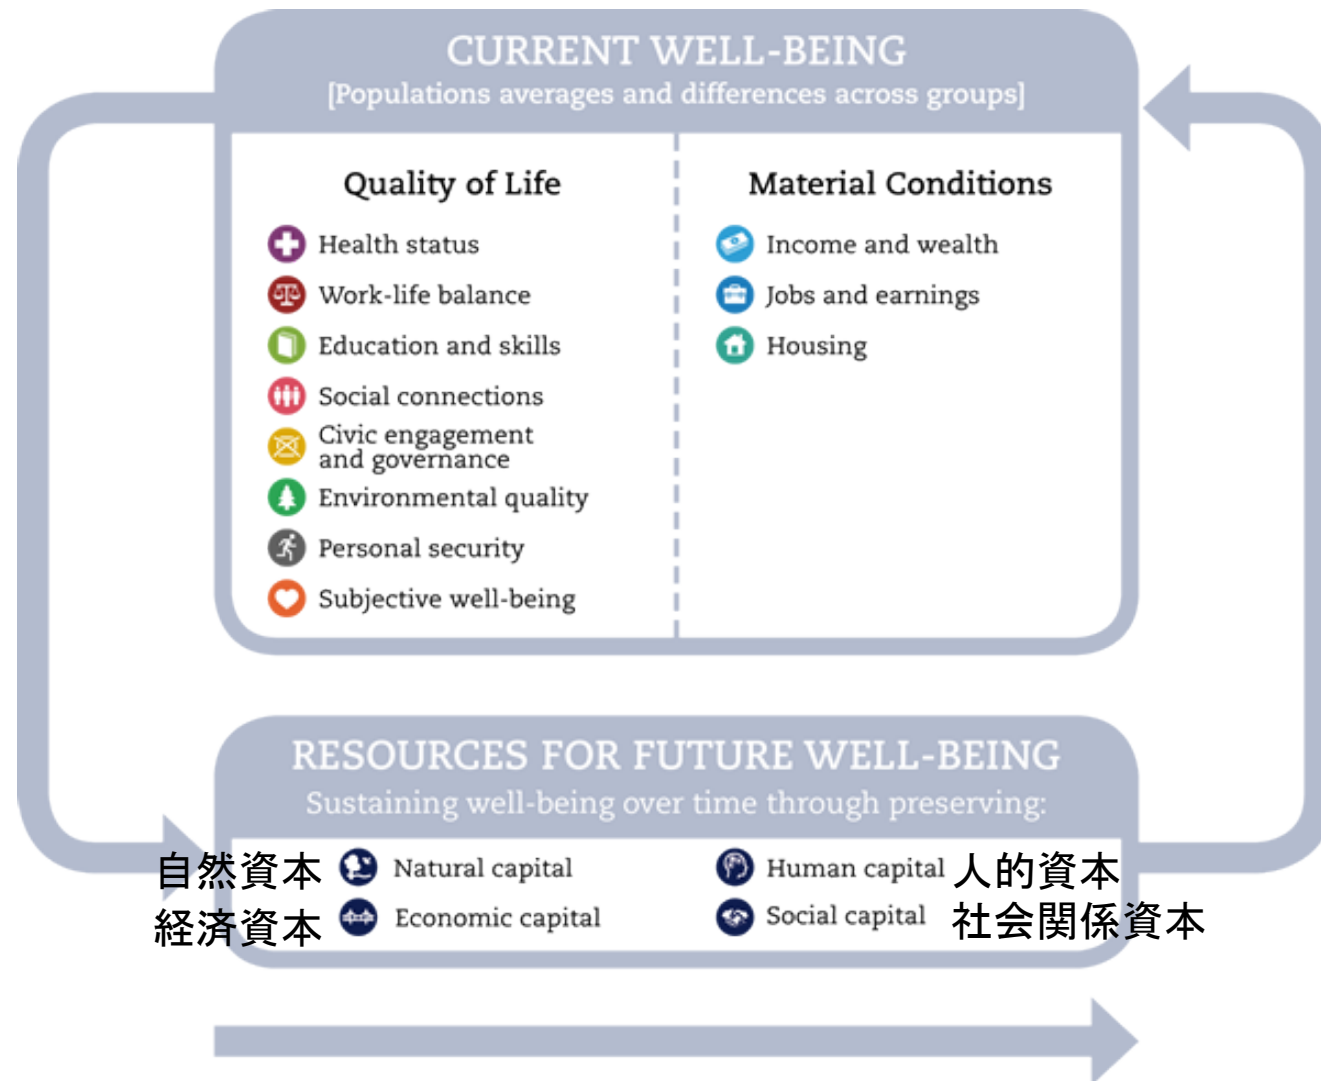 CURRENT WELL-BEING
[Populations averages and differences across groups]
Quality of Life
Health status
Work-life balance
Education and skills
Social connections
Civic engagement
and governance
Environmental quality
Personal security
Subjective well-being
Material Conditions
Income and wealth
Jobs and earnings
Housing
RESOURCES FOR FUTURE WELL-BEING
Sustaining well-being over time through preserving:
自然資本 Natural capital
経済資本 Economic capital
Human capital 人的資本
Social capital 社会関係資本